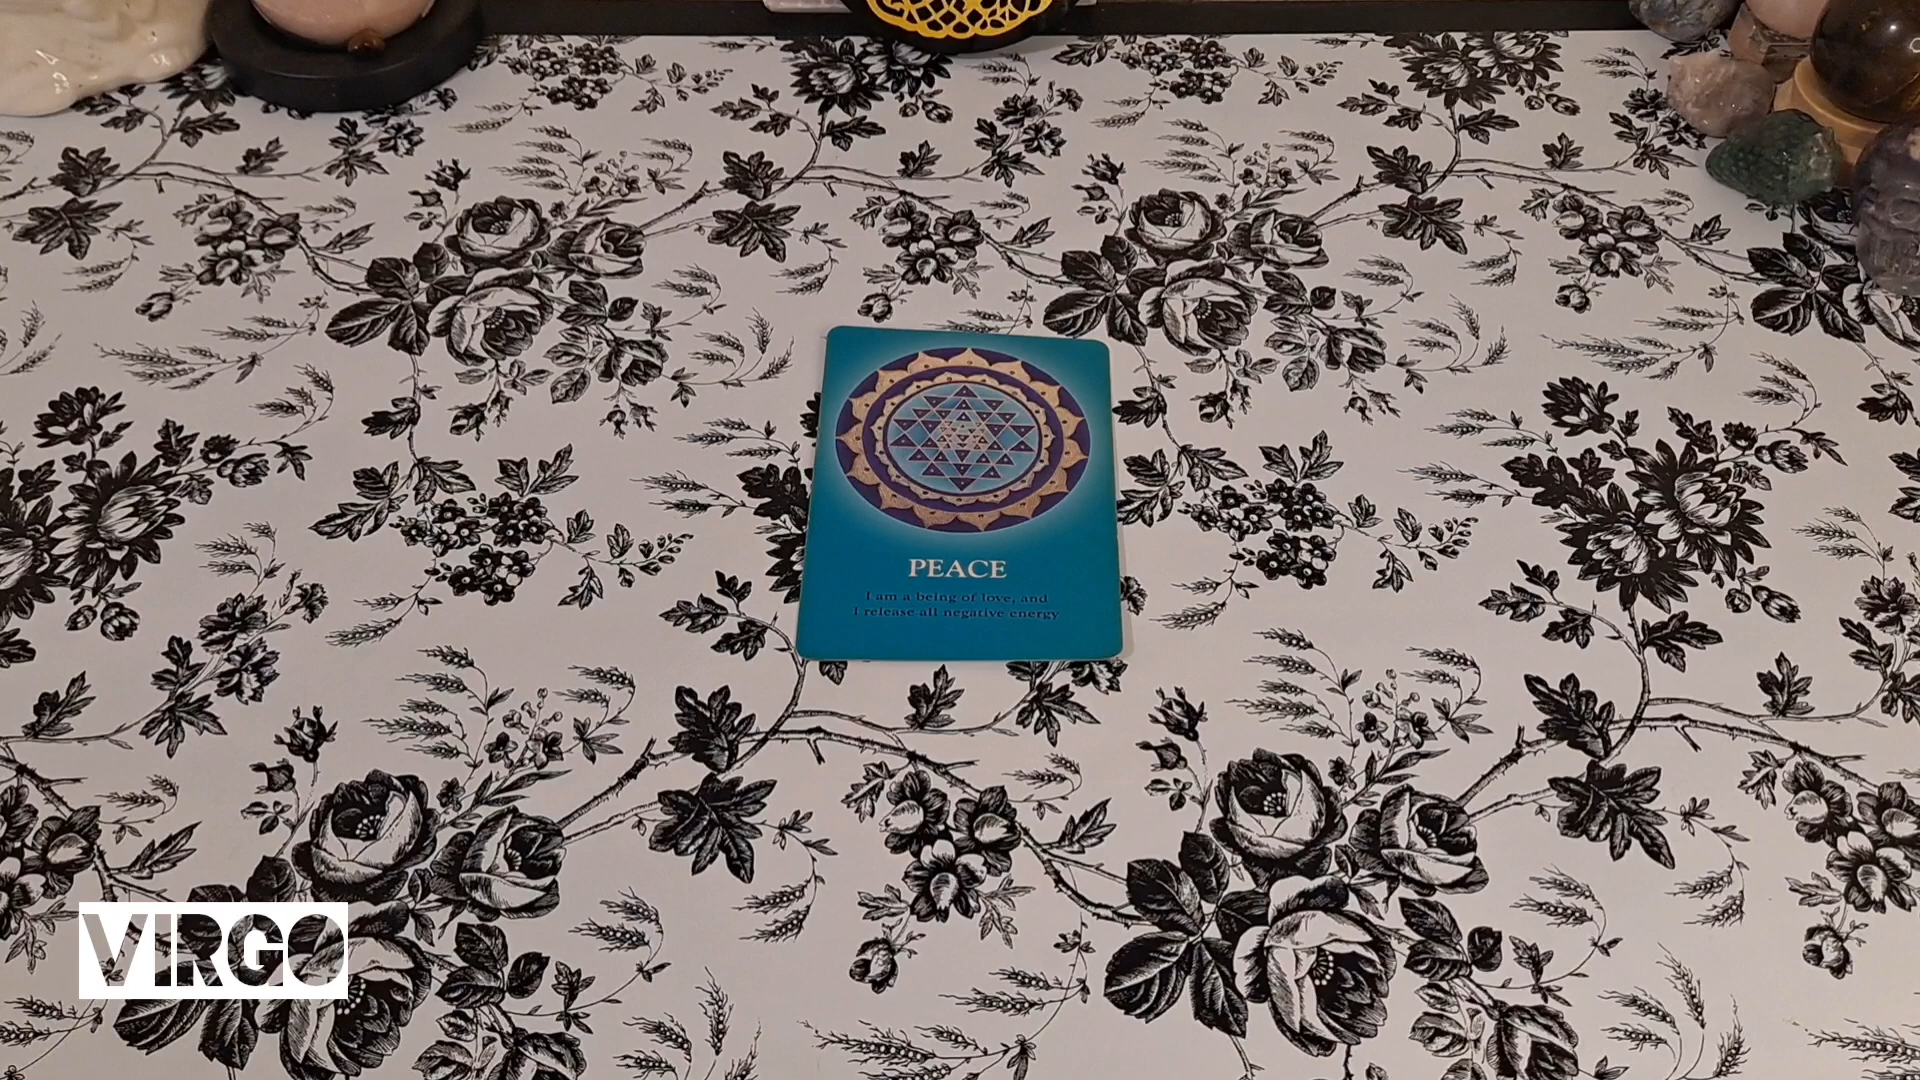 PEACE
I am a being of love, and
I release all negative energy
VIRGO